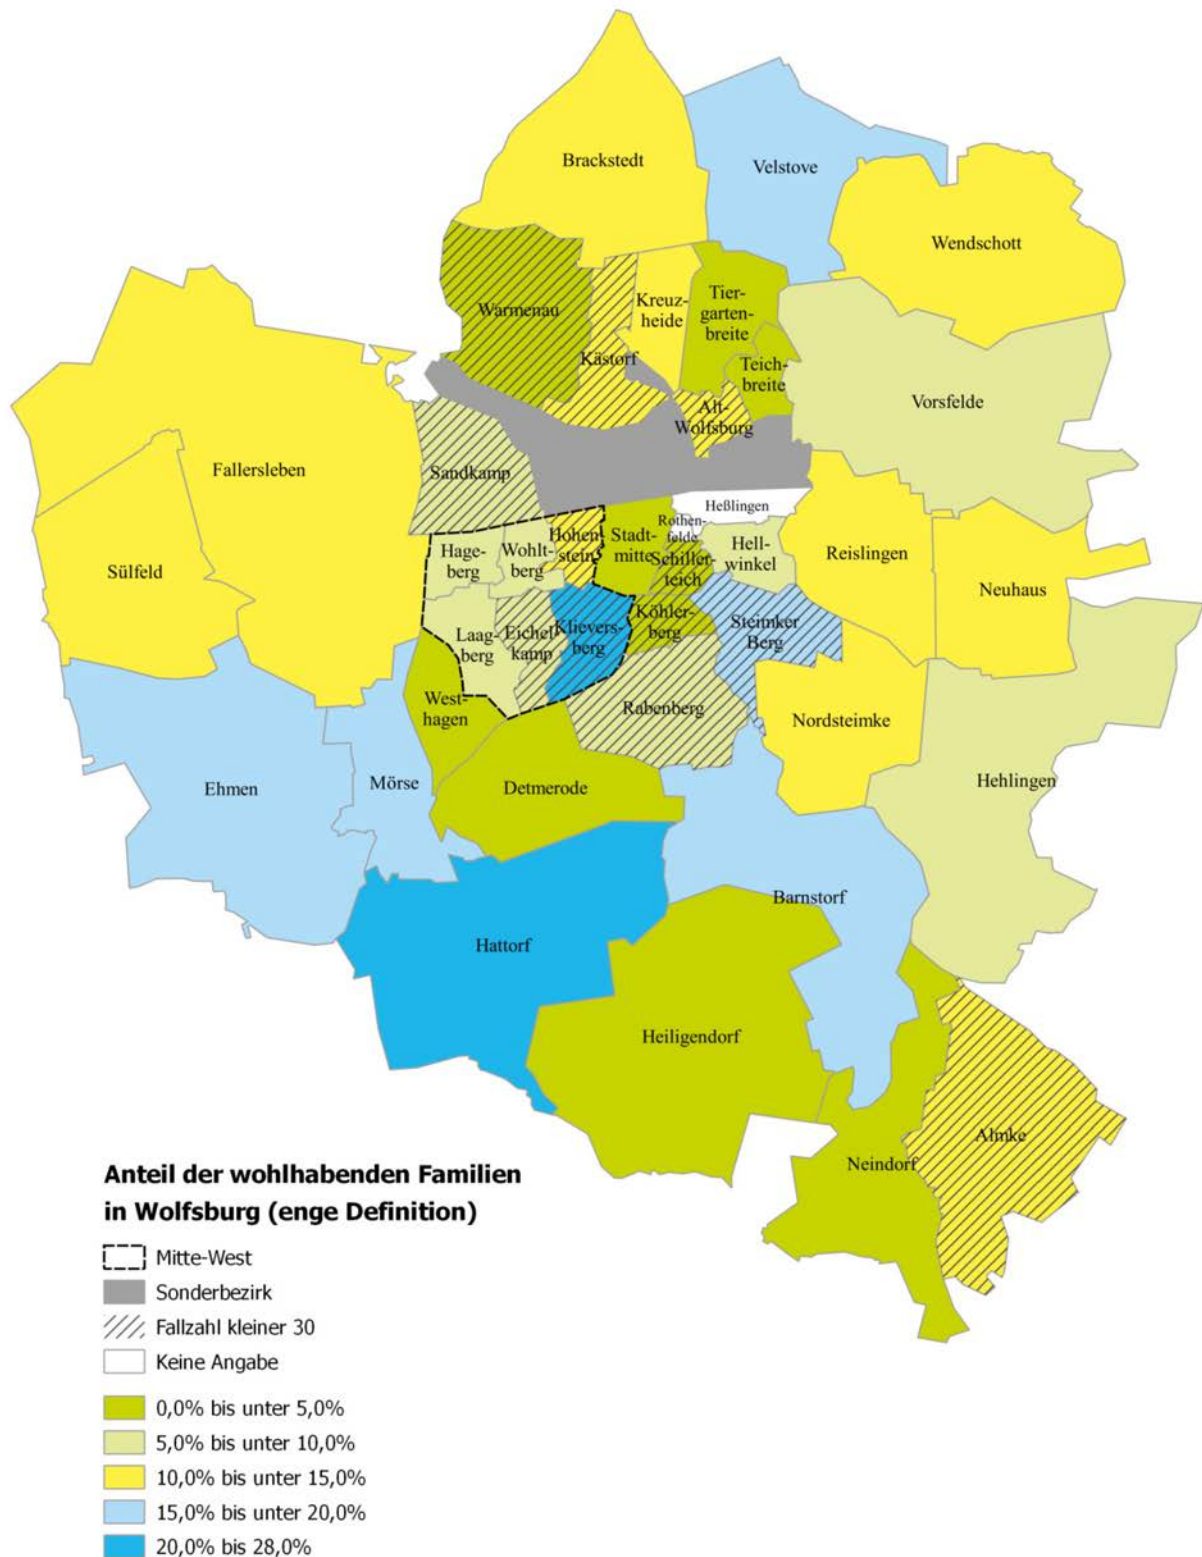 Brackstedt
Velstove
Wendschott
Warmenau
Kreuz-
heide
Tier-
garten-
breite
Kästorf
Teich-
breite
Vorsfelde
Alt-
Wolfsburg
Fallersleben
Sandkamp
Sülfeld
Hage-
berg
Wohlt-
berg
Hohen-
stein
Stadt-
mitte
Heßlingen
Rothen-
felde
Schiller-
teich
Hell-
winkel
Reislingen
Neuhaus
Laag-
berg
Eichel-
kamp
Klievers-
berg
Köhler-
berg
Steimker
Berg
West-
hagen
Rabenberg
Nordsteimke
Ehmen
Mörse
Detmerode
Hehlingen
Barnstorf
Hattorf
Heiligendorf
Almke
Neindorf
Anteil der wohlhabenden Familien
in Wolfsburg (enge Definition)
Mitte-West
Sonderbezirk
Fallzahl kleiner 30
Keine Angabe
0,0% bis unter 5,0%
5,0% bis unter 10,0%
10,0% bis unter 15,0%
15,0% bis unter 20,0%
20,0% bis 28,0%